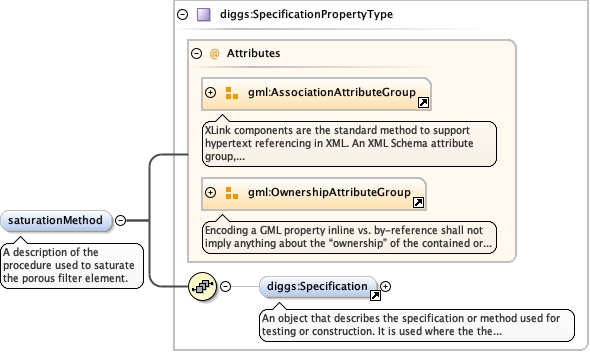 diggs:SpecificationPropertyType
@ Attributes
gml:AssociationAttributeGroup
XLink components are the standard method to support
hypertext referencing in XML. An XML Schema attribute
group,...
gml:OwnershipAttributeGroup
Encoding a GML property inline vs. by-reference shall not
imply anything about the “ownership” of the contained or...
saturationMethod
A description of the
procedure used to saturate
the porous filter element.
diggs:Specification
An object that describes the specification or method used for
testing or construction. It is used where the the...